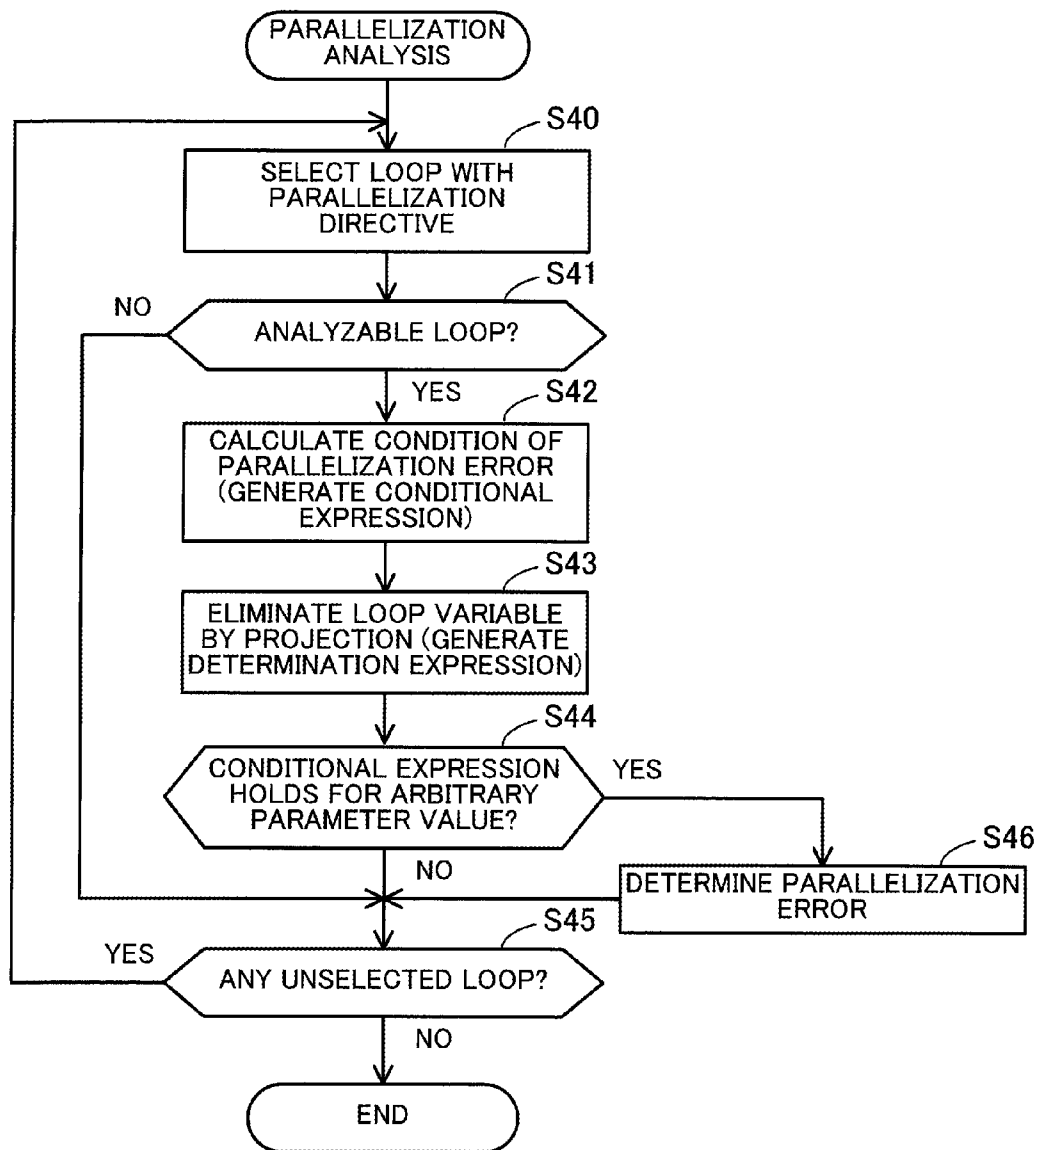 PARALLELIZATION
ANALYSIS
S40
SELECT LOOP WITH
PARALLELIZATION
DIRECTIVE
S41
NO
ANALYZABLE LOOP?
YES
S42
CALCULATE CONDITION OF
PARALLELIZATION ERROR
(GENERATE CONDITIONAL
EXPRESSION)
S43
ELIMINATE LOOP VARIABLE
BY PROJECTION (GENERATE
DETERMINATION EXPRESSION)
S44
CONDITIONAL EXPRESSION
HOLDS FOR ARBITRARY
PARAMETER VALUE?
YES
NO
S46
DETERMINE PARALLELIZATION
ERROR
S45
YES
ANY UNSELECTED LOOP?
NO
END